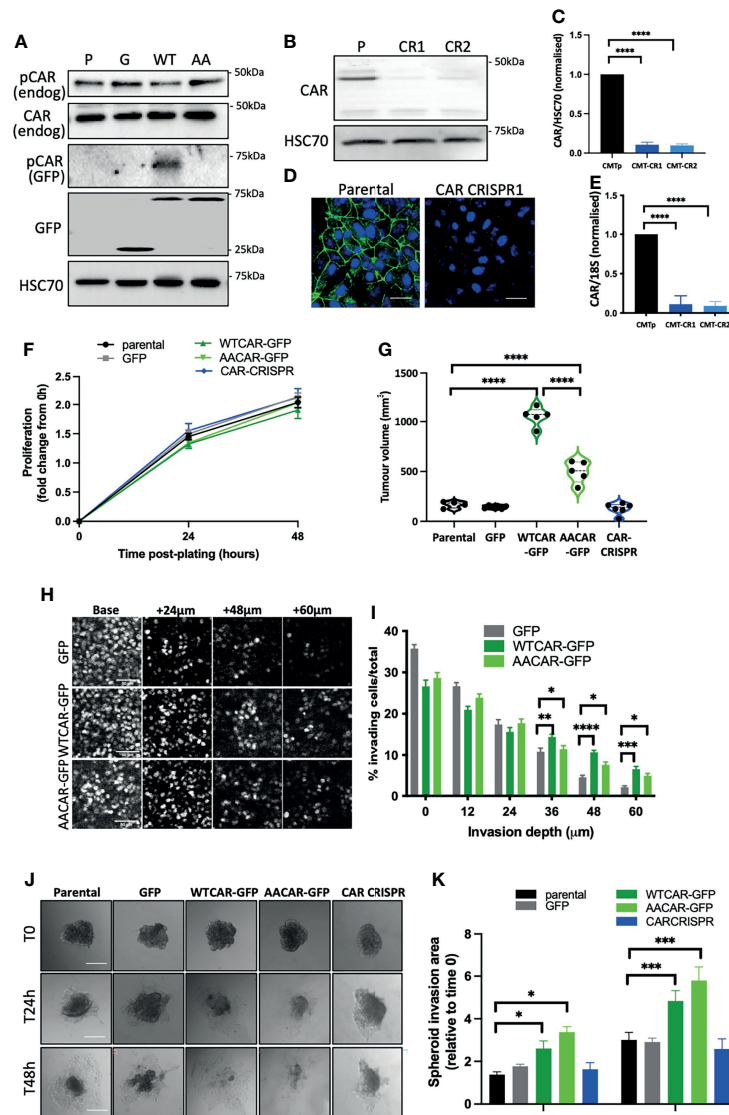 A
P G WT AA
pCAR
(endog)
50kDa
CAR
(endog)
50kDa
pCAR
(GFP)
75kDa
GFP
75kDa
25kDa
HSC70
75kDa
B
P CR1 CR2
CAR
50kDa
HSC70
75kDa
C
CAR/HSC70 (normalised)
1.5
1.0
0.5
0.0
****
****
CMTp CMT-CR1 CMT-CR2
D
Parental CAR CRISPR1
E
CAR/18S (normalised)
1.5
1.0
0.5
0.0
****
****
CMTp CMT-CR1 CMT-CR2
F
parental
GFP
WTCAR-GFP
AACAR-GFP
CAR-CRISPR
Proliferation
(fold change from 0h)
2.5
2.0
1.5
1.0
0.5
0.0
0 24 48
Time post-plating (hours)
G
Tumour volume (mm³)
1500
1000
500
0
****
**** ****
Parental GFP WTCAR AACAR CAR-
-GFP -GFP CRISPR
H
Base +24μm +48μm +60μm
GFP
WTCAR-GFP
AACAR-GFP
I
GFP
WTCAR-GFP
AACAR-GFP
% invading cells/total
40
30
20
10
0
*
**
*
****
*
***
0 12 24 36 48 60
Invasion depth (μm)
J
Parental GFP WTCAR-GFP AACAR-GFP CAR CRISPR
T0
T24h
T48h
K
parental
GFP
WTCAR-GFP
AACAR-GFP
CARCRISPR
Spheroid invasion area
(relative to time 0)
8
6
4
2
0
*
*
***
***